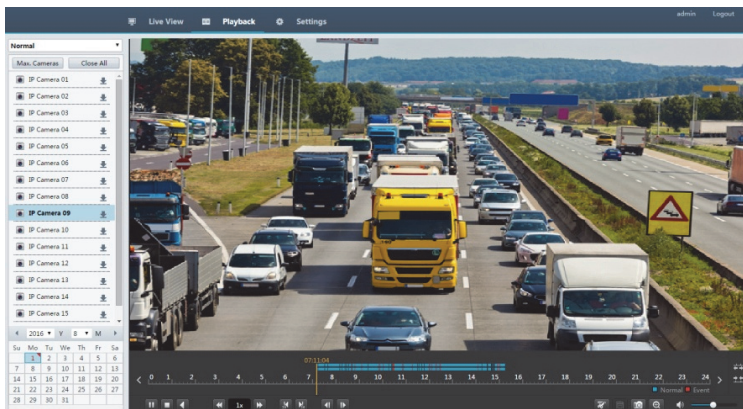 admin Logout
Live View Playback Settings
Normal
Max. Cameras Close All
IP Camera 01
IP Camera 02
IP Camera 03
IP Camera 04
IP Camera 05
IP Camera 06
IP Camera 07
IP Camera 08
IP Camera 09
IP Camera 10
IP Camera 11
IP Camera 12
IP Camera 13
IP Camera 14
IP Camera 15
2016 Y 8 M
Su Mo Tu We Th Fr Sa
1 2 3 4 5 6
7 8 9 10 11 12 13
14 15 16 17 18 19 20
21 22 23 24 25 26 27
28 29 30 31
07:11:04
0 1 2 3 4 5 6 7 8 9 10 11 12 13 14 15 16 17 18 19 20 21 22 23 24
Normal Event
1x